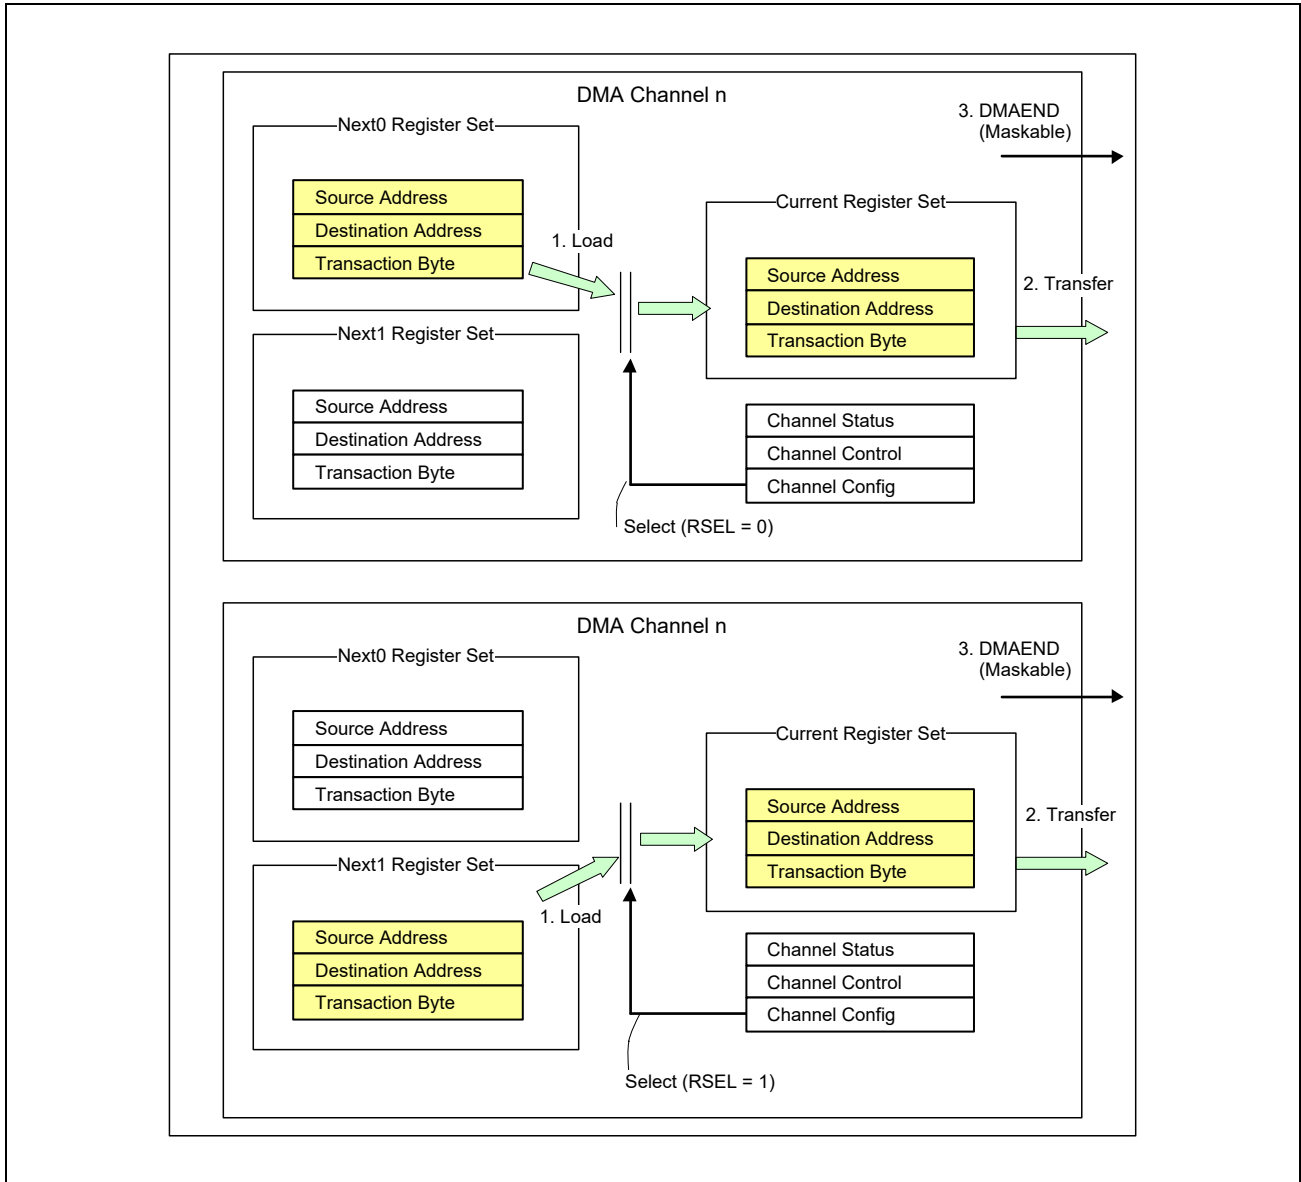 DMA Channel n
3. DMAEND
(Maskable)
Next0 Register Set
Source Address
Destination Address
Transaction Byte
1. Load
Current Register Set
Source Address
Destination Address
Transaction Byte
2. Transfer
Next1 Register Set
Source Address
Destination Address
Transaction Byte
Channel Status
Channel Control
Channel Config
Select (RSEL = 0)
DMA Channel n
3. DMAEND
(Maskable)
Next0 Register Set
Source Address
Destination Address
Transaction Byte
Current Register Set
Source Address
Destination Address
Transaction Byte
2. Transfer
Next1 Register Set
1. Load
Source Address
Destination Address
Transaction Byte
Channel Status
Channel Control
Channel Config
Select (RSEL = 1)